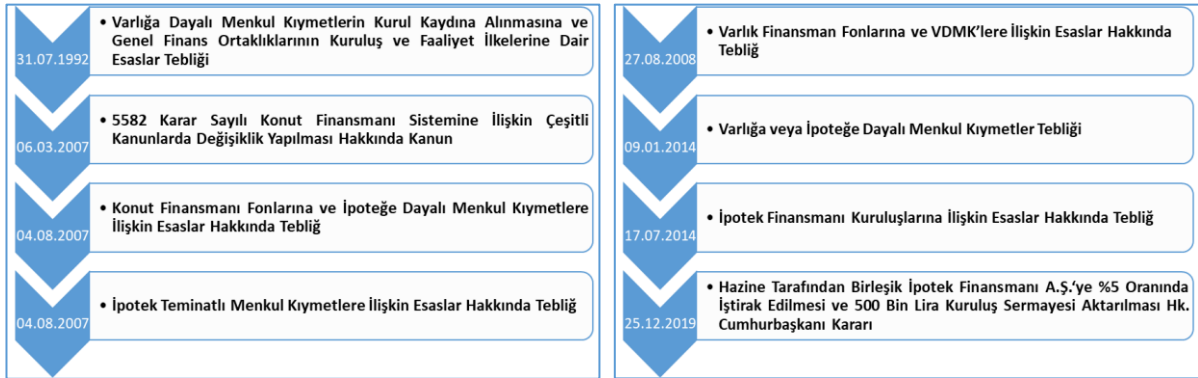 31.07.1992
• Varlığa Dayalı Menkul Kıymetlerin Kurul Kaydına Alınmasına ve
Genel Finans Ortaklıklarının Kuruluş ve Faaliyet İlkelerine Dair
Esaslar Tebliği
06.03.2007
• 5582 Karar Sayılı Konut Finansmanı Sistemine İlişkin Çeşitli
Kanunlarda Değişiklik Yapılması Hakkında Kanun
04.08.2007
• Konut Finansmanı Fonlarına ve İpoteğe Dayalı Menkul Kıymetlere
İlişkin Esaslar Hakkında Tebliğ
04.08.2007
• İpotek Teminatlı Menkul Kıymetlere İlişkin Esaslar Hakkında Tebliğ
27.08.2008
• Varlık Finansman Fonlarına ve VDMK’lere İlişkin Esaslar Hakkında
Tebliğ
09.01.2014
• Varlığa veya İpoteğe Dayalı Menkul Kıymetler Tebliği
17.07.2014
• İpotek Finansmanı Kuruluşlarına İlişkin Esaslar Hakkında Tebliğ
25.12.2019
• Hazine Tarafından Birleşik İpotek Finansmanı A.Ş.‘ye %5 Oranında
İştirak Edilmesi ve 500 Bin Lira Kuruluş Sermayesi Aktarılması Hk.
Cumhurbaşkanı Kararı